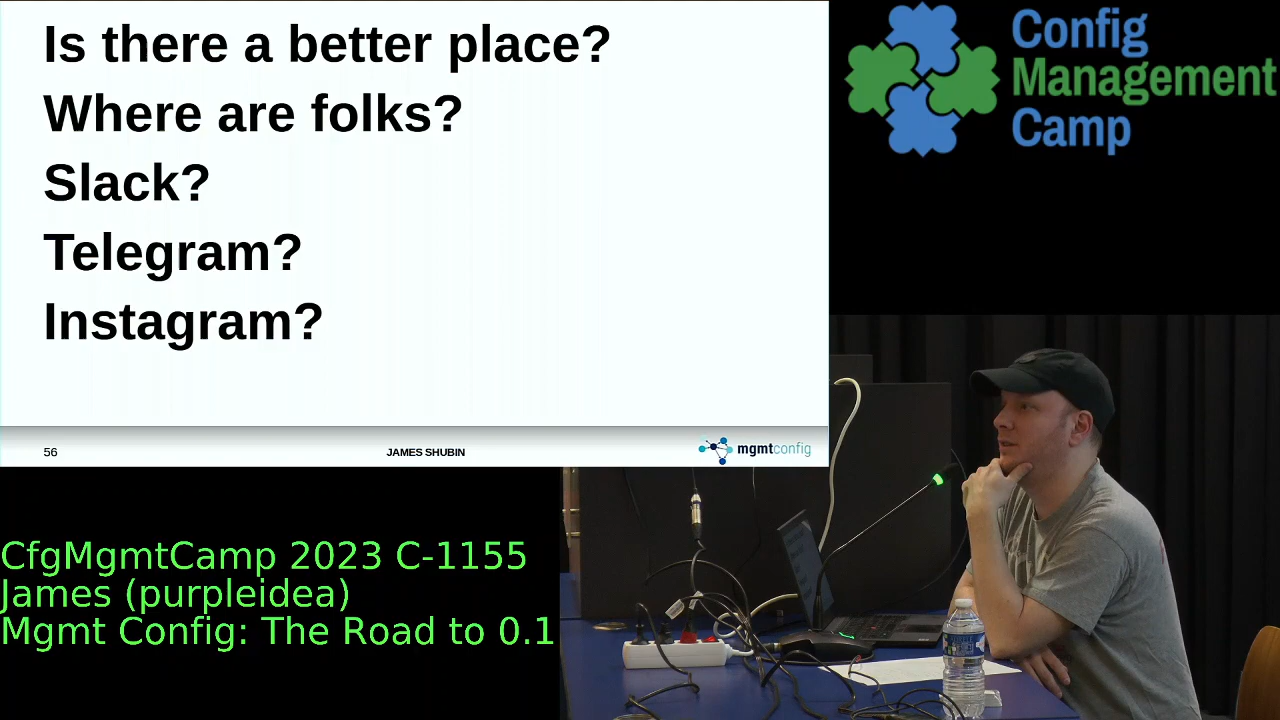 Is there a better place?
Where are folks?
Slack?
Telegram?
Instagram?
56
JAMES SHUBIN
mgmtconfig
Config
Management
Camp
CfgMgmtCamp 2023 C-1155
James (purpleidea)
Mgmt Config: The Road to 0.1